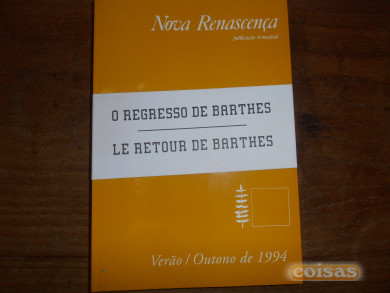 Nova Renascença
publicação trimestral
O REGRESSO DE BARTHES
LE RETOUR DE BARTHES
Verão / Outono de 1994
coisas